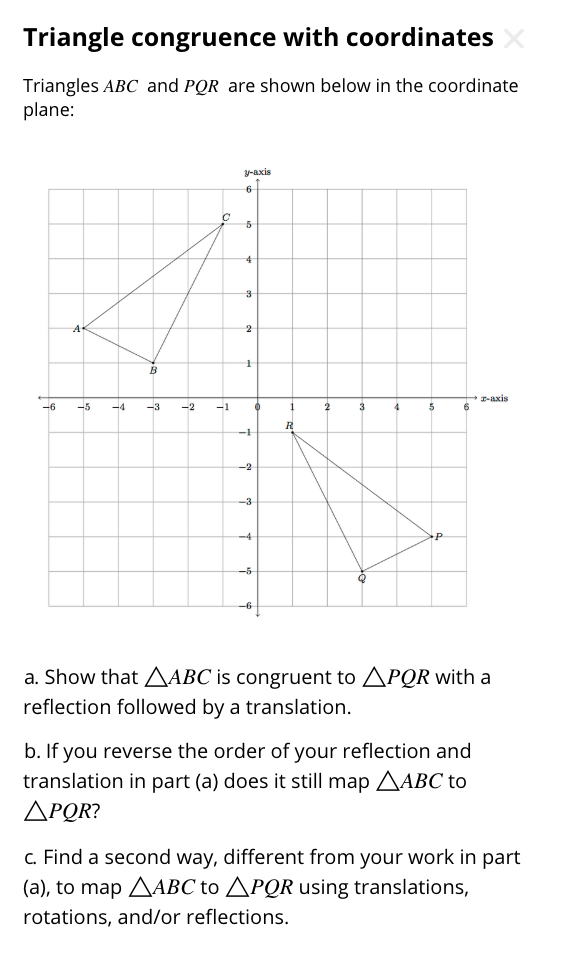 Triangle congruence with coordinates ×
Triangles ABC and PQR are shown below in the coordinate
plane:
y-axis
6
C
5
4
3
A
2
1
B
−6 −5 −4 −3 −2 −1 0 1 2 3 4 5 6 x-axis
R
−1
−2
−3
−4
P
−5
Q
−6
a. Show that △ABC is congruent to △PQR with a
reflection followed by a translation.
b. If you reverse the order of your reflection and
translation in part (a) does it still map △ABC to
△PQR?
c. Find a second way, different from your work in part
(a), to map △ABC to △PQR using translations,
rotations, and/or reflections.